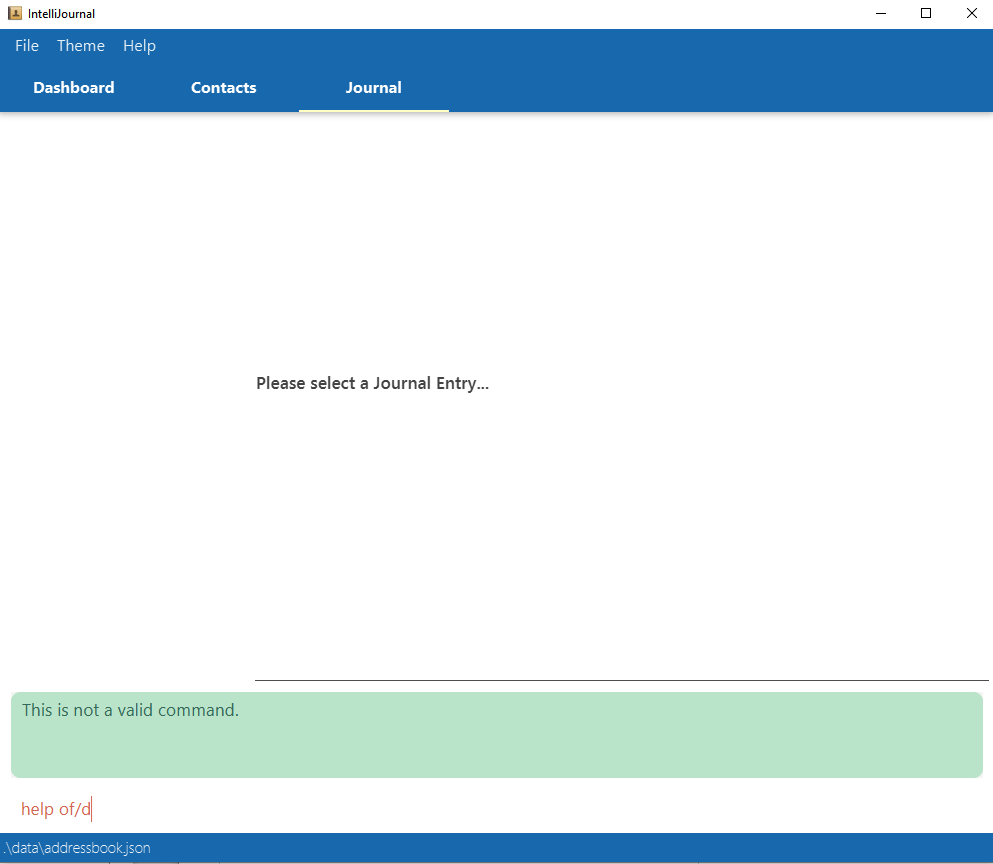 IntelliJournal
File Theme Help
Dashboard Contacts Journal
Please select a Journal Entry...
This is not a valid command.
help of/d
.\data\addressbook.json